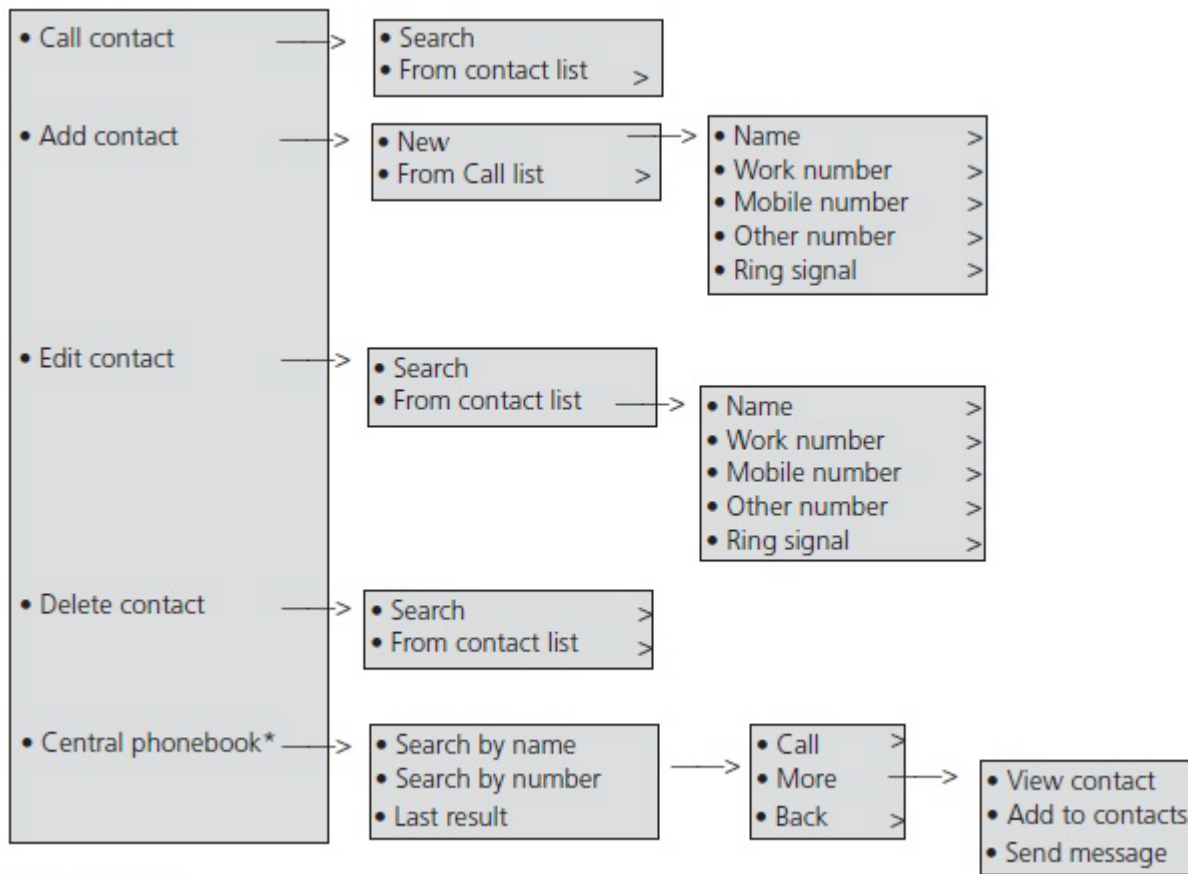 • Call contact
• Search
• From contact list >
• Add contact
• New
• From Call list >
• Name >
• Work number >
• Mobile number >
• Other number >
• Ring signal >
• Edit contact
• Search
• From contact list
• Name >
• Work number >
• Mobile number >
• Other number >
• Ring signal >
• Delete contact
• Search >
• From contact list >
• Central phonebook*
• Search by name
• Search by number
• Last result
• Call >
• More
• Back >
• View contact
• Add to contacts
• Send message